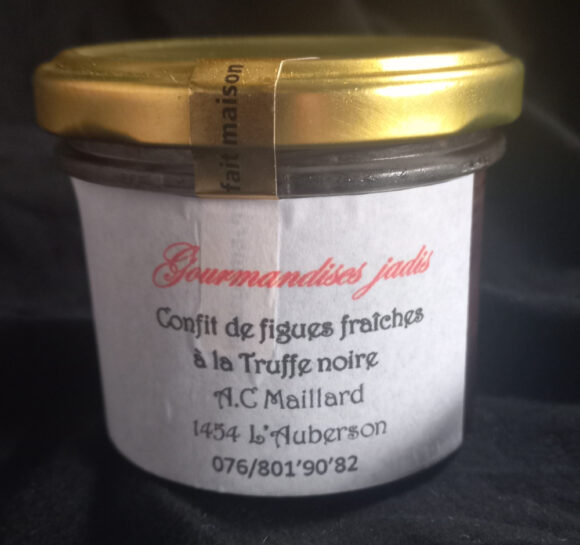 fait maison
Gourmandises jadis
Confit de figues fraîches
à la Truffe noire
A.C Maillard
1454 L'Auberson
076/801'90'82